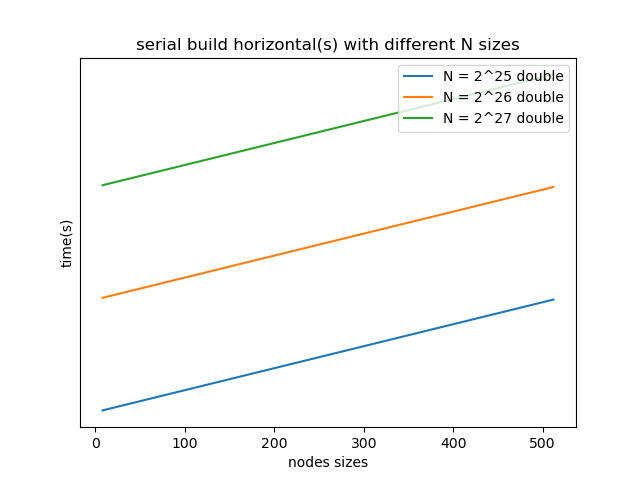 serial build horizontal(s) with different N sizes
N = 2^25 double
N = 2^26 double
N = 2^27 double
time(s)
0 100 200 300 400 500
nodes sizes